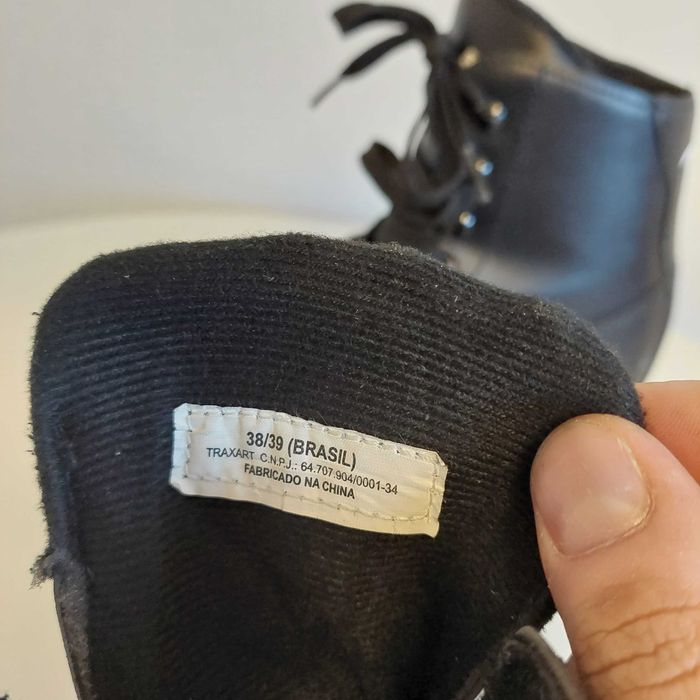 38/39 (BRASIL)
TRAXART C.N.P.J.: 64.707.904/0001-34
FABRICADO NA CHINA